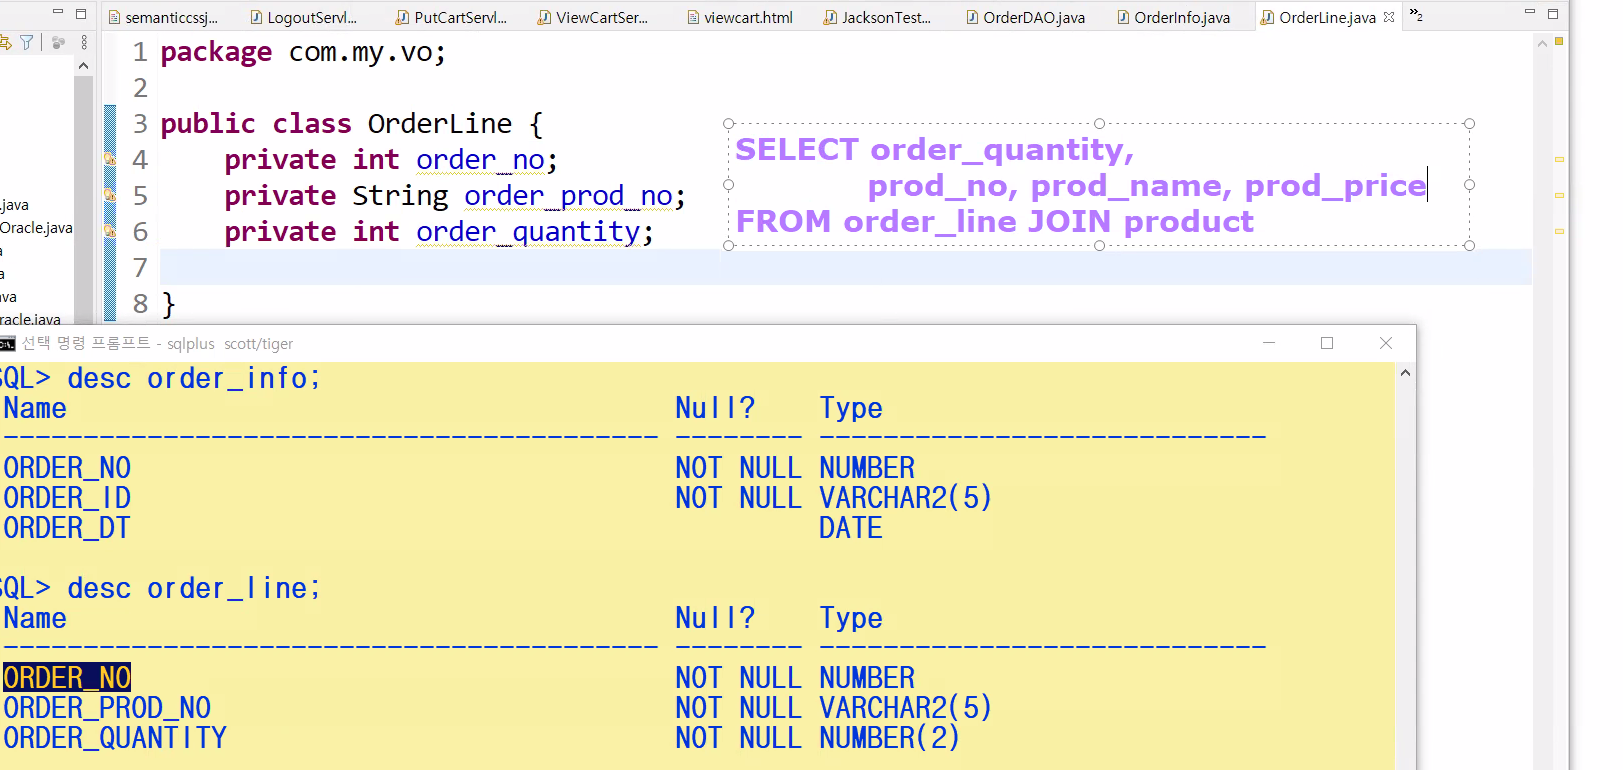 semanticcssj... LogoutServl... PutCartServl... ViewCartSer... viewcart.html JacksonTest... OrderDAO.java OrderInfo.java OrderLine.java »2
1 package com.my.vo;
2
3 public class OrderLine {
4 private int order_no;
5 private String order_prod_no;
6 private int order_quantity;
7
8 }
SELECT order_quantity,
prod_no, prod_name, prod_price
FROM order_line JOIN product
.java
Oracle.java
a
a
ava
racle.java
선택 명령 프롬프트 - sqlplus scott/tiger
SQL> desc order_info;
Name Null? Type
----------------------------------------- -------- ----------------------------
ORDER_NO NOT NULL NUMBER
ORDER_ID NOT NULL VARCHAR2(5)
ORDER_DT DATE
SQL> desc order_line;
Name Null? Type
----------------------------------------- -------- ----------------------------
ORDER_NO NOT NULL NUMBER
ORDER_PROD_NO NOT NULL VARCHAR2(5)
ORDER_QUANTITY NOT NULL NUMBER(2)